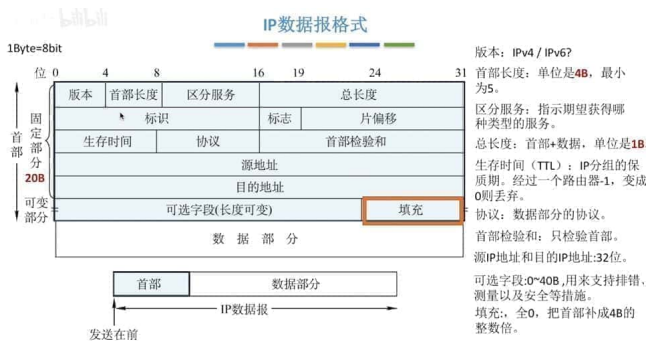 IP数据报格式
1Byte=8bit
位 0 4 8 16 19 24 31
版本 首部长度 区分服务 总长度
标识 标志 片偏移
生存时间 协议 首部检验和
源地址
目的地址
可选字段(长度可变) 填充
数据部分
首部
固定部分
20B
可变部分
首部 数据部分
IP数据报
发送在前
版本：IPv4 / IPv6?
首部长度：单位是4B，最小
为5。
区分服务：指示期望获得哪
种类型的服务。
总长度：首部+数据，单位是1B
生存时间（TTL）：IP分组的保
质期。经过一个路由器-1，变成
0则丢弃。
协议：数据部分的协议。
首部检验和：只检验首部。
源IP地址和目的IP地址:32位。
可选字段:0~40B ,用来支持排错，
测量以及安全等措施。
填充:，全0，把首部补成4B的
整数倍。